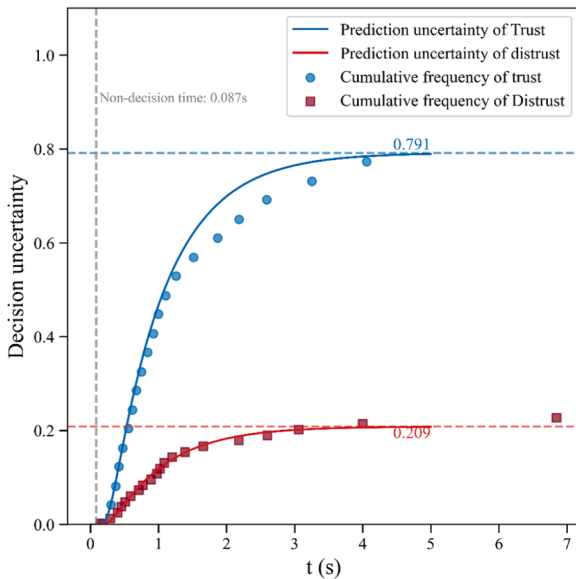 Prediction uncertainty of Trust
Prediction uncertainty of distrust
Cumulative frequency of trust
Cumulative frequency of Distrust
Non-decision time: 0.087s
0.791
0.209
Decision uncertainty
1.0
0.8
0.6
0.4
0.2
0.0
0 1 2 3 4 5 6 7
t (s)